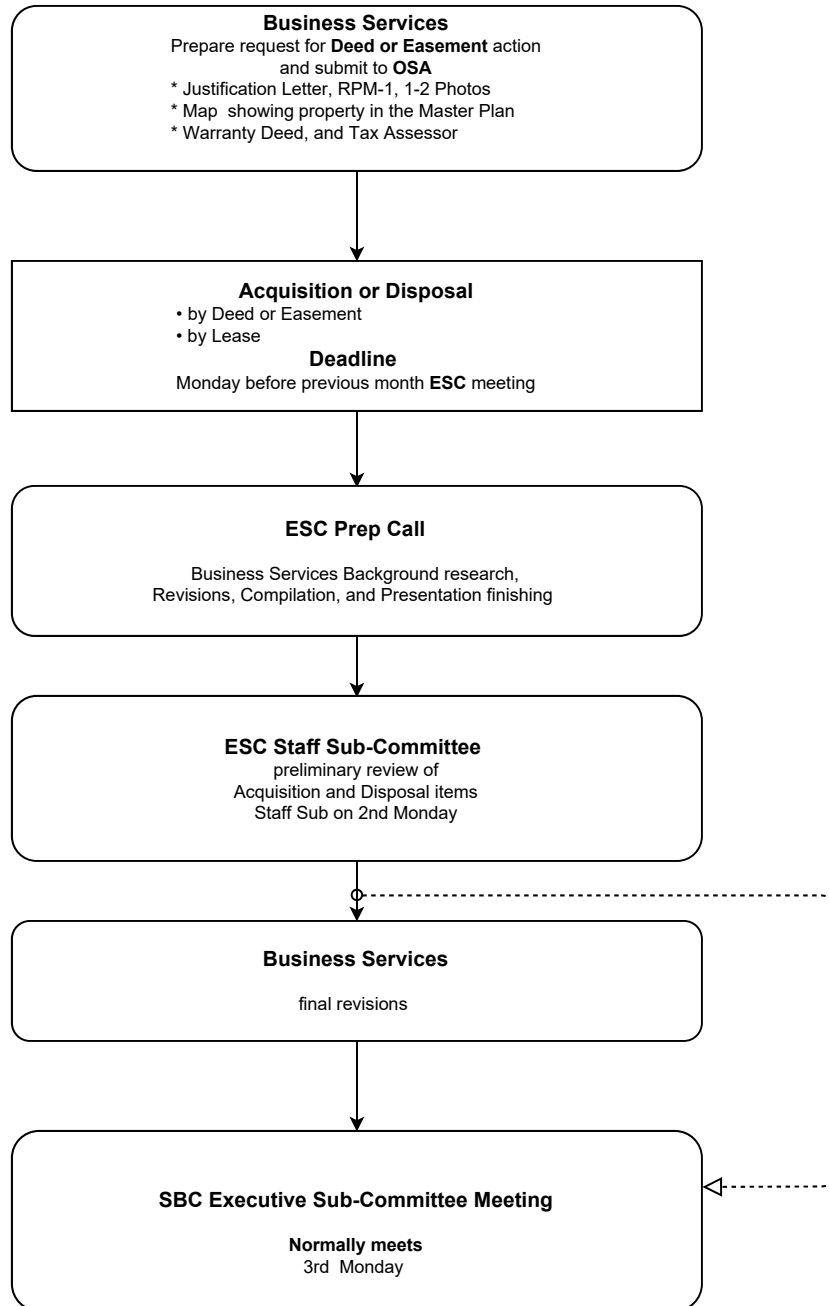 Business Services
Prepare request for Deed or Easement action
and submit to OSA
* Justification Letter, RPM-1, 1-2 Photos
* Map  showing property in the Master Plan
* Warranty Deed, and Tax Assessor
Acquisition or Disposal
• by Deed or Easement
• by Lease
Deadline
Monday before previous month ESC meeting
ESC Prep Call
Business Services Background research,
Revisions, Compilation, and Presentation finishing
ESC Staff Sub-Committee
preliminary review of
Acquisition and Disposal items
Staff Sub on 2nd Monday
Business Services
final revisions
SBC Executive Sub-Committee Meeting
Normally meets
3rd  Monday